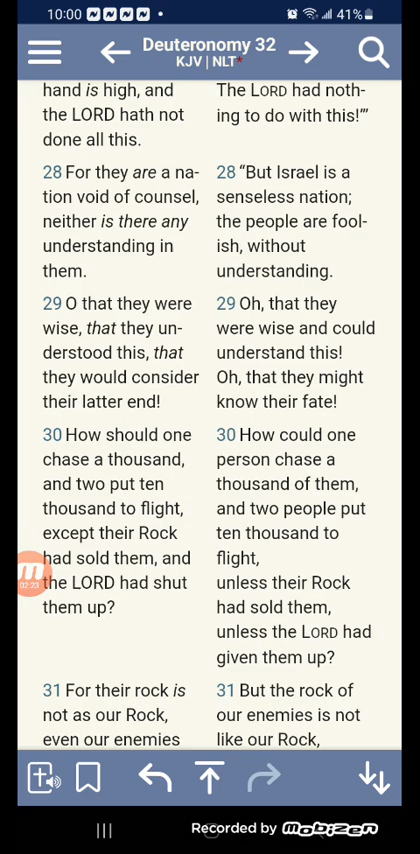 10:00
41%
Deuteronomy 32
KJV | NLT*
hand is high, and
the LORD hath not
done all this.
28 For they are a na-
tion void of counsel,
neither is there any
understanding in
them.
29 O that they were
wise, that they un-
derstood this, that
they would consider
their latter end!
30 How should one
chase a thousand,
and two put ten
thousand to flight,
except their Rock
had sold them, and
the LORD had shut
them up?
31 For their rock is
not as our Rock,
even our enemies
The LORD had noth-
ing to do with this!’”
28 “But Israel is a
senseless nation;
the people are fool-
ish, without
understanding.
29 Oh, that they
were wise and could
understand this!
Oh, that they might
know their fate!
30 How could one
person chase a
thousand of them,
and two people put
ten thousand to
flight,
unless their Rock
had sold them,
unless the LORD had
given them up?
31 But the rock of
our enemies is not
like our Rock,
02:23
Recorded by mobizen